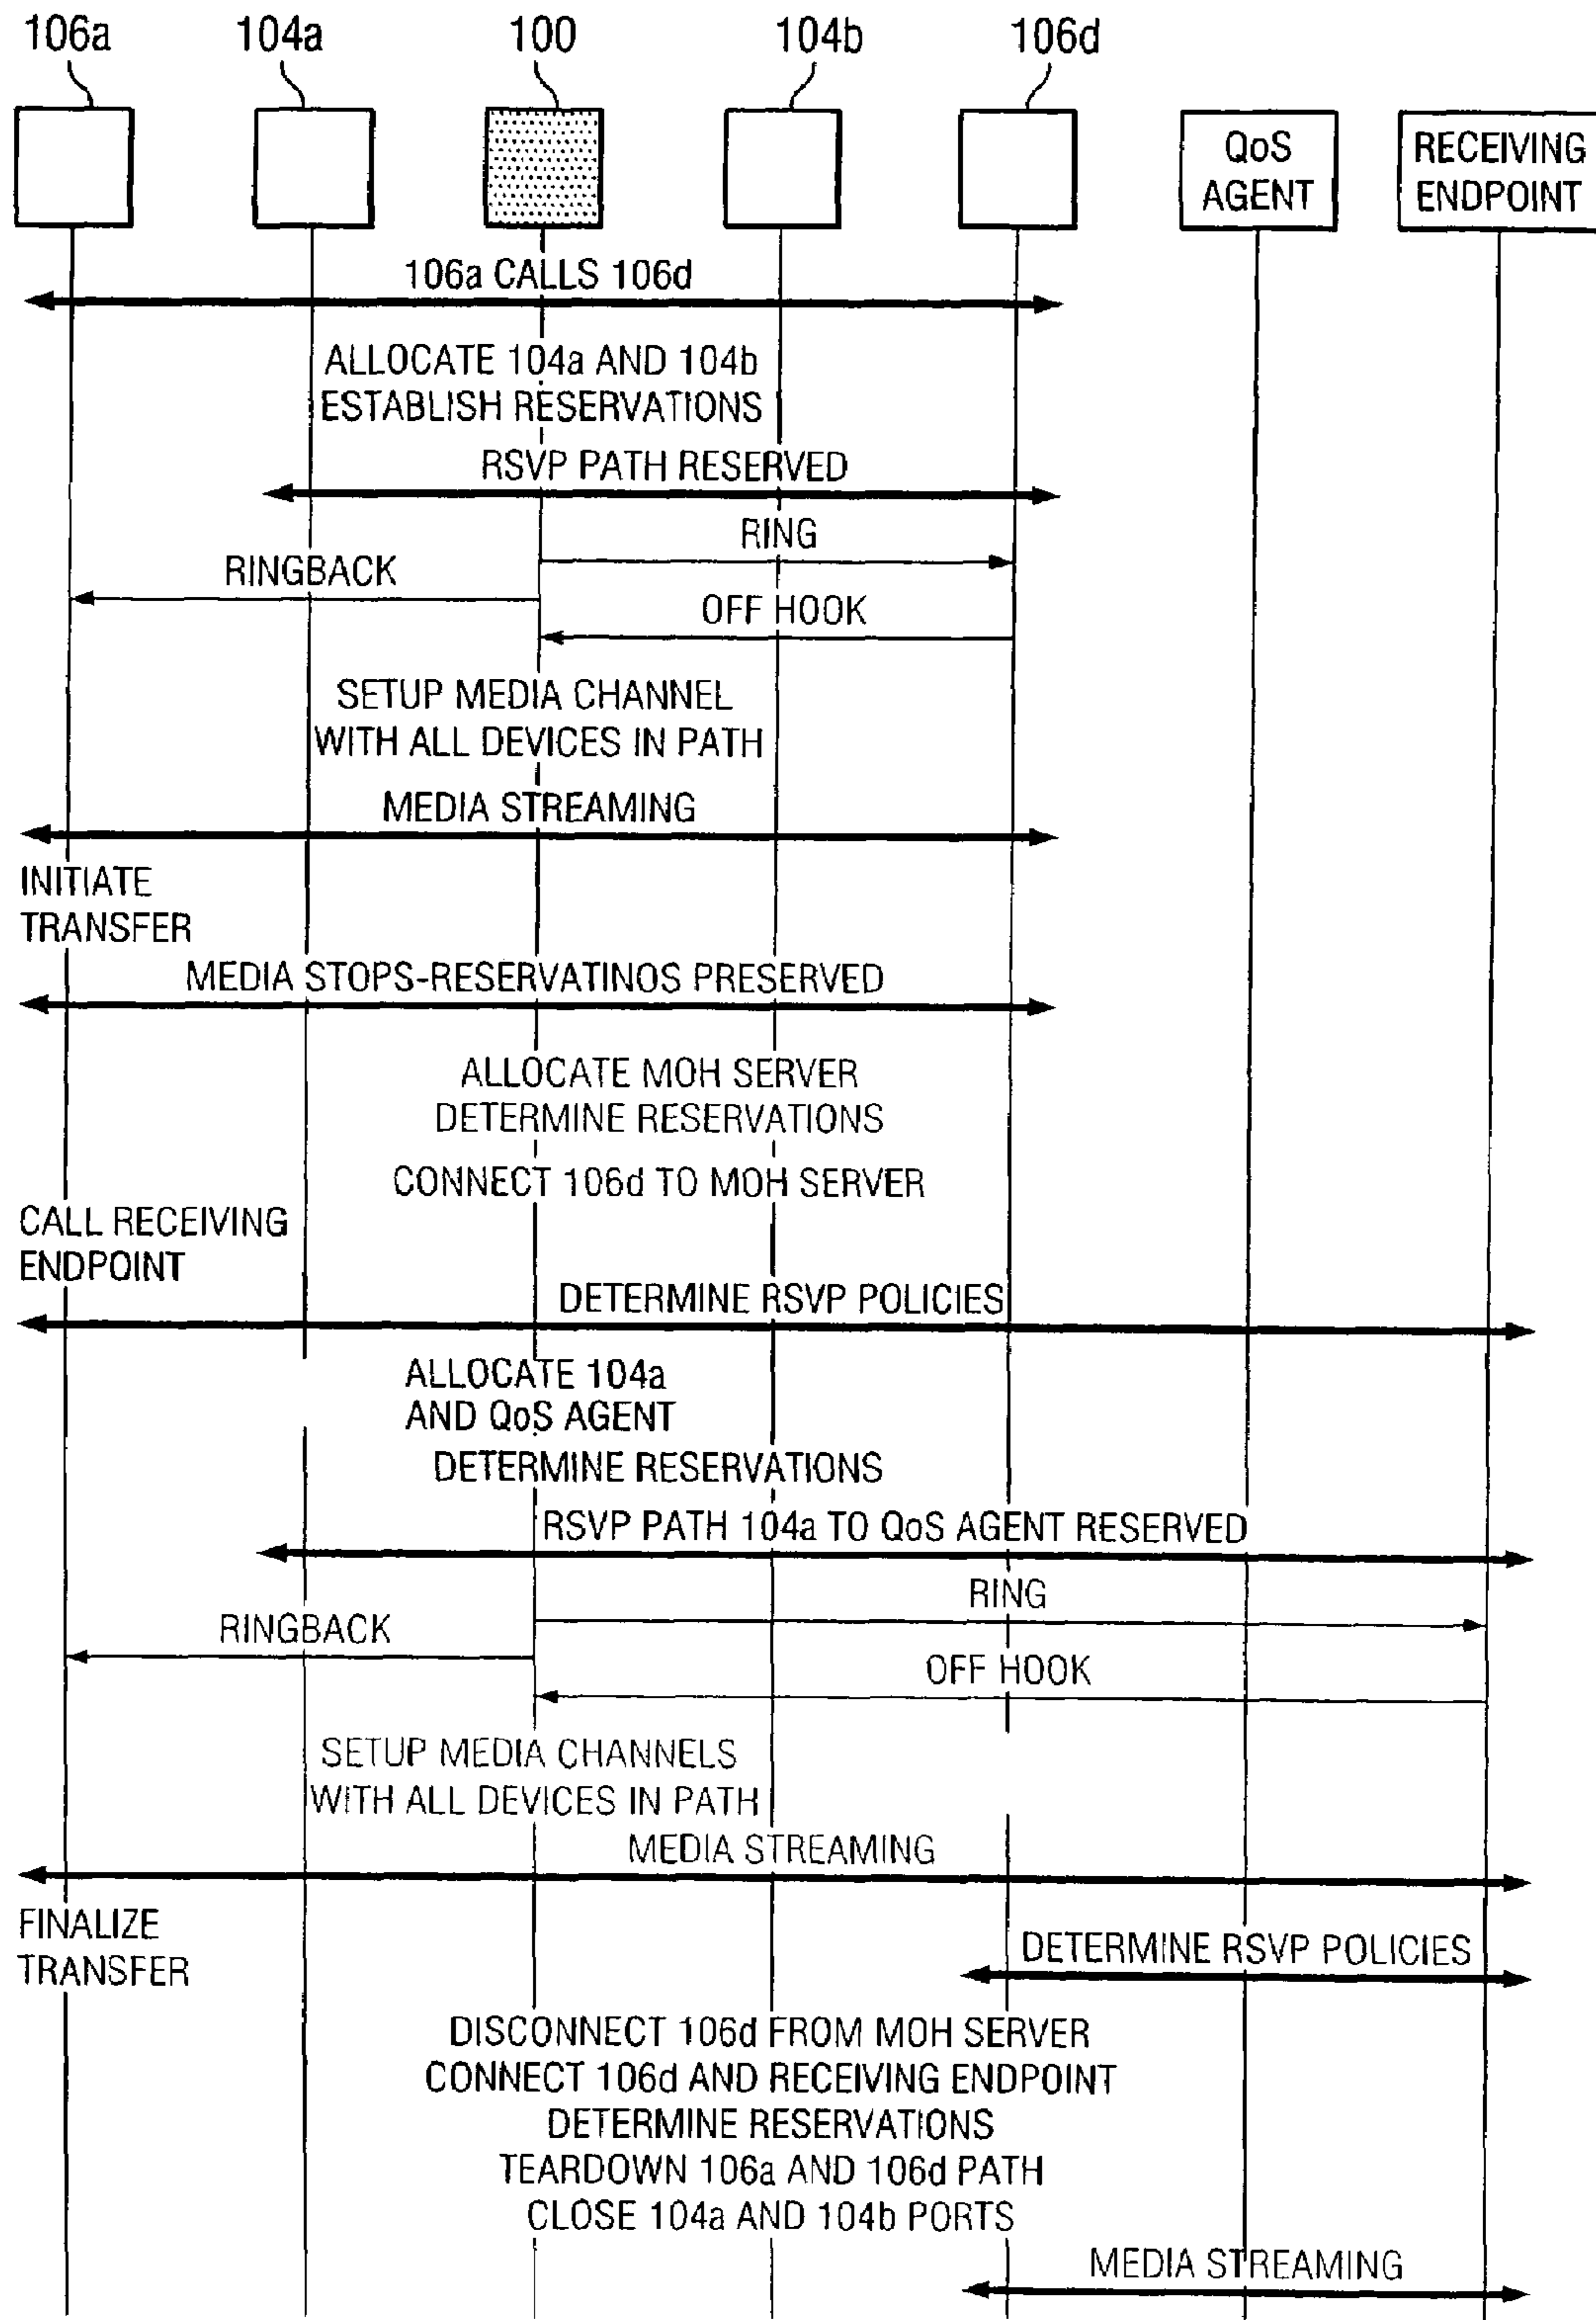 106a 104a 100 104b 106d
QoS
AGENT
RECEIVING
ENDPOINT
106a CALLS 106d
ALLOCATE 104a AND 104b
ESTABLISH RESERVATIONS
RSVP PATH RESERVED
RING
RINGBACK
OFF HOOK
SETUP MEDIA CHANNEL
WITH ALL DEVICES IN PATH
MEDIA STREAMING
INITIATE
TRANSFER
MEDIA STOPS-RESERVATINOS PRESERVED
ALLOCATE MOH SERVER
DETERMINE RESERVATIONS
CONNECT 106d TO MOH SERVER
CALL RECEIVING
ENDPOINT
DETERMINE RSVP POLICIES
ALLOCATE 104a
AND QoS AGENT
DETERMINE RESERVATIONS
RSVP PATH 104a TO QoS AGENT RESERVED
RING
RINGBACK
OFF HOOK
SETUP MEDIA CHANNELS
WITH ALL DEVICES IN PATH
MEDIA STREAMING
FINALIZE
TRANSFER
DETERMINE RSVP POLICIES
DISCONNECT 106d FROM MOH SERVER
CONNECT 106d AND RECEIVING ENDPOINT
DETERMINE RESERVATIONS
TEARDOWN 106a AND 106d PATH
CLOSE 104a AND 104b PORTS
MEDIA STREAMING